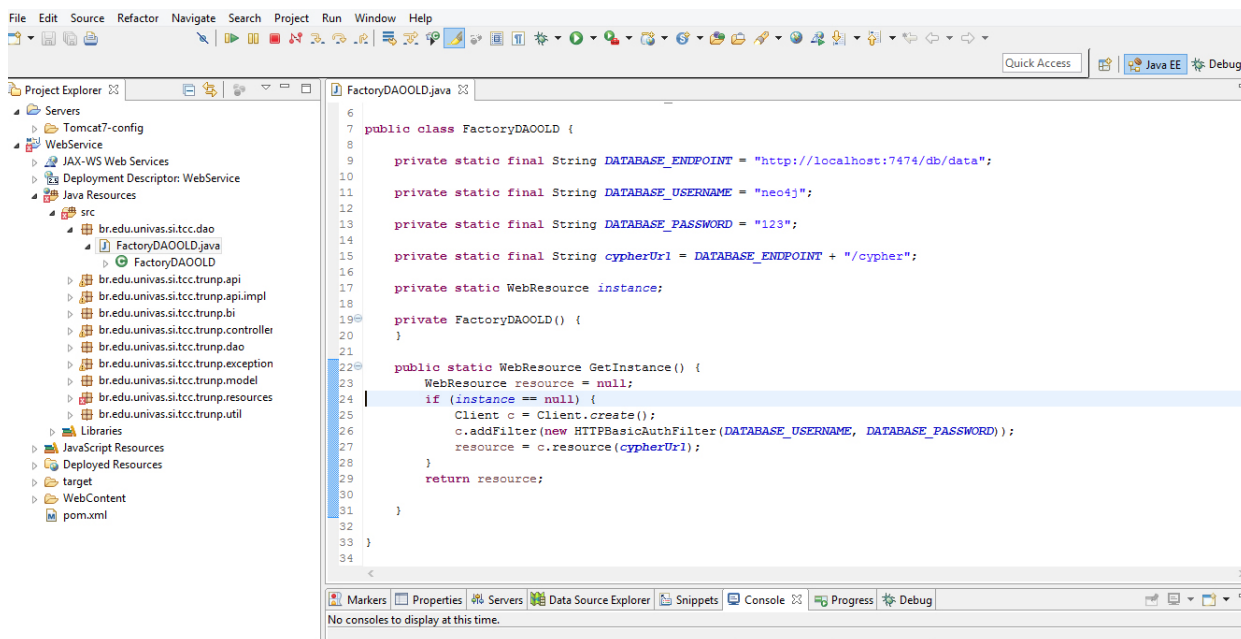 File Edit Source Refactor Navigate Search Project Run Window Help
Quick Access Java EE Debug
Project Explorer
Servers
Tomcat7-config
WebService
JAX-WS Web Services
Deployment Descriptor: WebService
Java Resources
src
br.edu.univas.si.tcc.dao
FactoryDAOOLD.java
FactoryDAOOLD
br.edu.univas.si.tcc.trunp.api
br.edu.univas.si.tcc.trunp.api.impl
br.edu.univas.si.tcc.trunp.bi
br.edu.univas.si.tcc.trunp.controller
br.edu.univas.si.tcc.trunp.dao
br.edu.univas.si.tcc.trunp.exception
br.edu.univas.si.tcc.trunp.model
br.edu.univas.si.tcc.trunp.resources
br.edu.univas.si.tcc.trunp.util
Libraries
JavaScript Resources
Deployed Resources
target
WebContent
pom.xml
FactoryDAOOLD.java
6
7 public class FactoryDAOOLD {
8
9 private static final String DATABASE_ENDPOINT = "http://localhost:7474/db/data";
10
11 private static final String DATABASE_USERNAME = "neo4j";
12
13 private static final String DATABASE_PASSWORD = "123";
14
15 private static final String cypherUrl = DATABASE_ENDPOINT + "/cypher";
16
17 private static WebResource instance;
18
19 private FactoryDAOOLD() {
20 }
21
22 public static WebResource GetInstance() {
23 WebResource resource = null;
24 if (instance == null) {
25 Client c = Client.create();
26 c.addFilter(new HTTPBasicAuthFilter(DATABASE_USERNAME, DATABASE_PASSWORD));
27 resource = c.resource(cypherUrl);
28 }
29 return resource;
30
31 }
32
33 }
34
Markers Properties Servers Data Source Explorer Snippets Console Progress Debug
No consoles to display at this time.